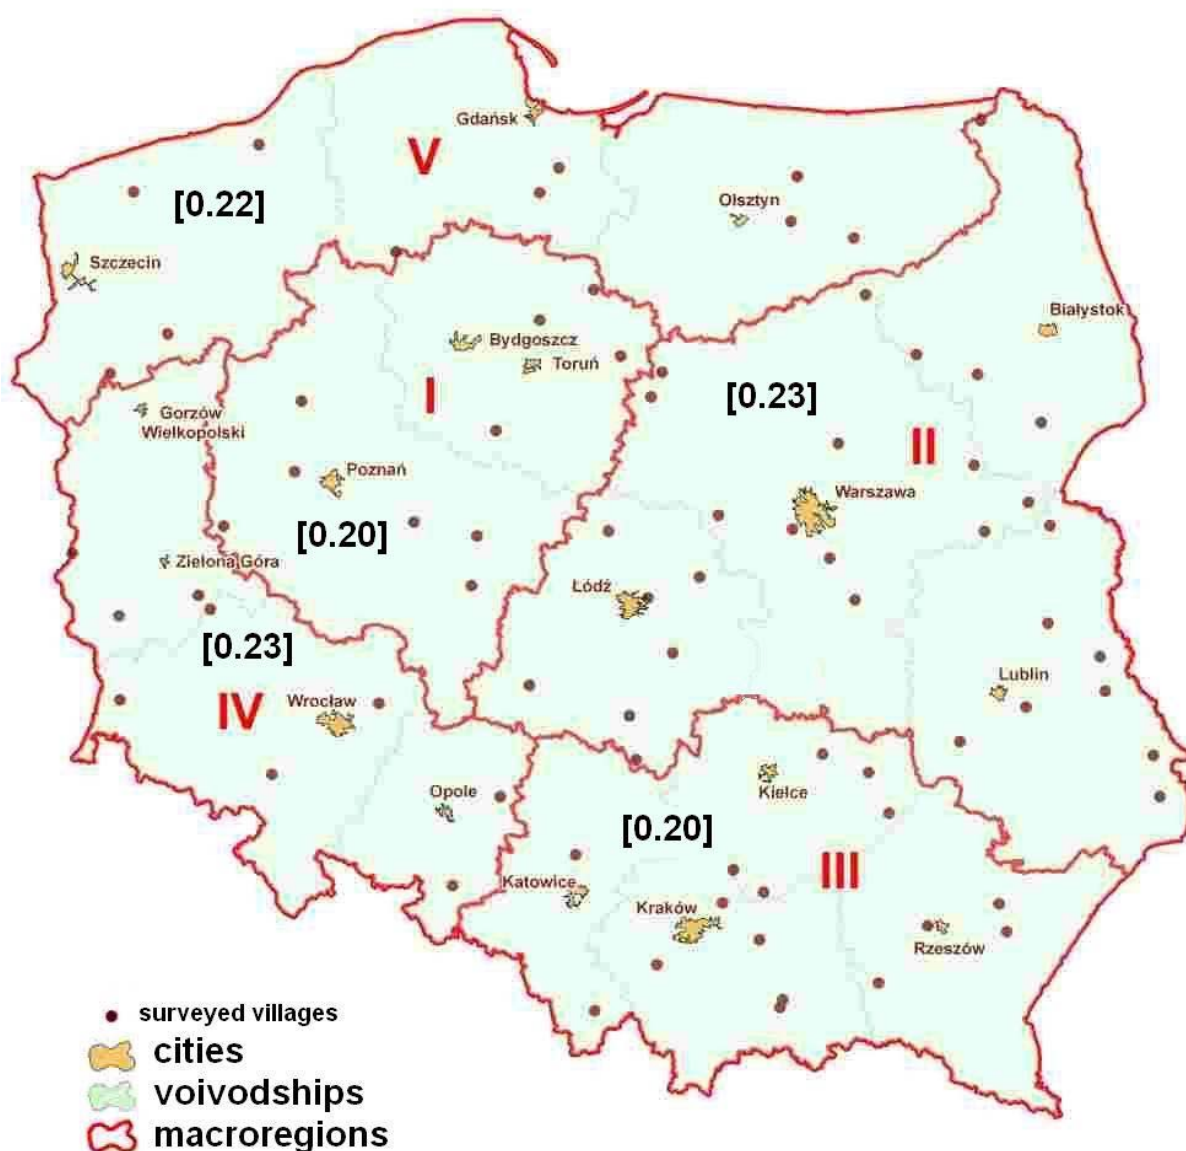 Gdańsk
V
Olsztyn
[0.22]
Szczecin
Białystok
Bydgoszcz
Toruń
I
[0.23]
Gorzów
Wielkopolski
II
Poznań
Warszawa
[0.20]
Zielona Góra
Łódź
[0.23]
Lublin
IV
Wrocław
Opole
Kielce
[0.20]
III
Katowice
Kraków
Rzeszów
surveyed villages
cities
voivodships
macroregions